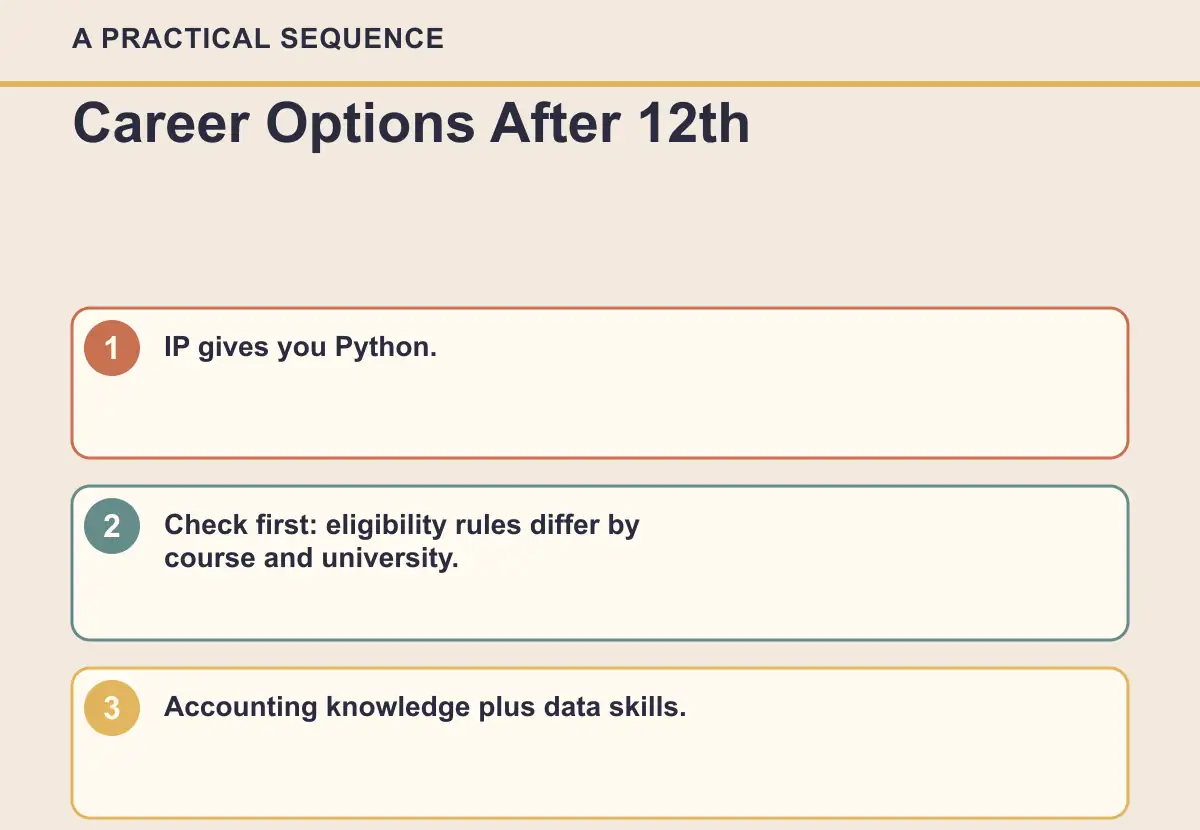 A PRACTICAL SEQUENCE
Career Options After 12th
1
IP gives you Python.
2
Check first: eligibility rules differ by
course and university.
3
Accounting knowledge plus data skills.